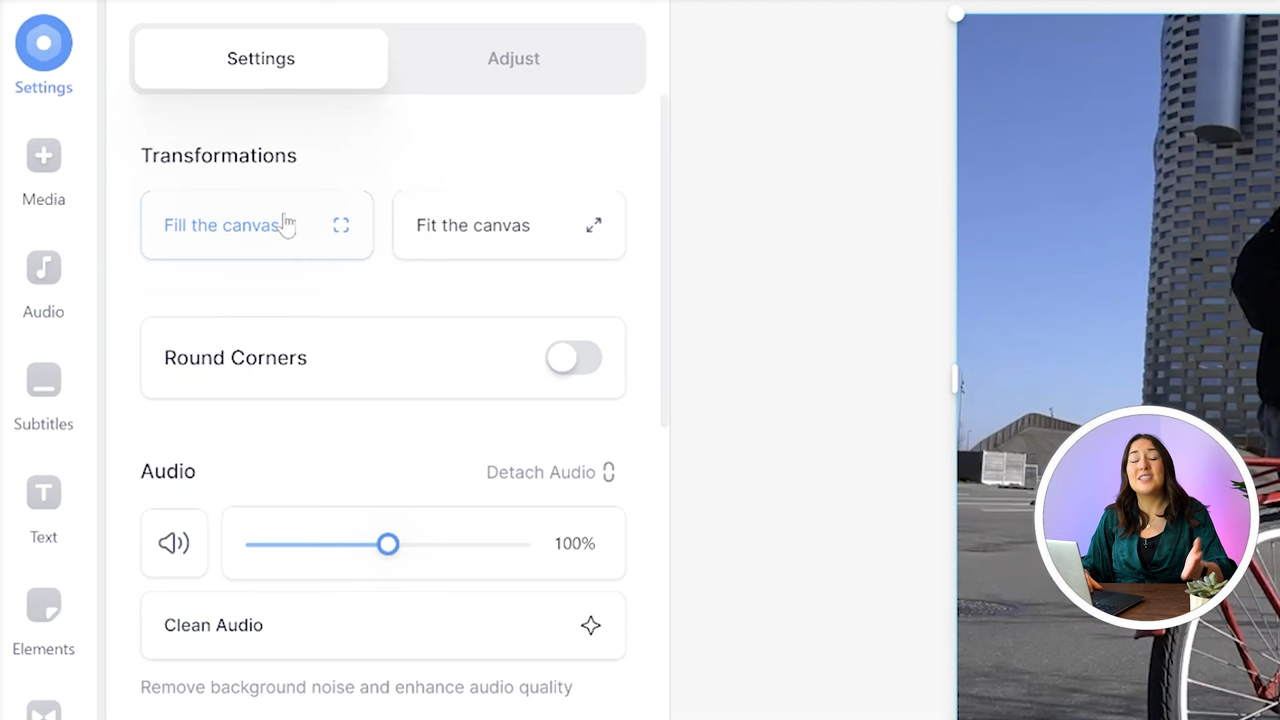 Settings
Media
Audio
Subtitles
Text
Elements
Settings
Adjust
Transformations
Fill the canvas
Fit the canvas
Round Corners
Audio
Detach Audio
100%
Clean Audio
Remove background noise and enhance audio quality